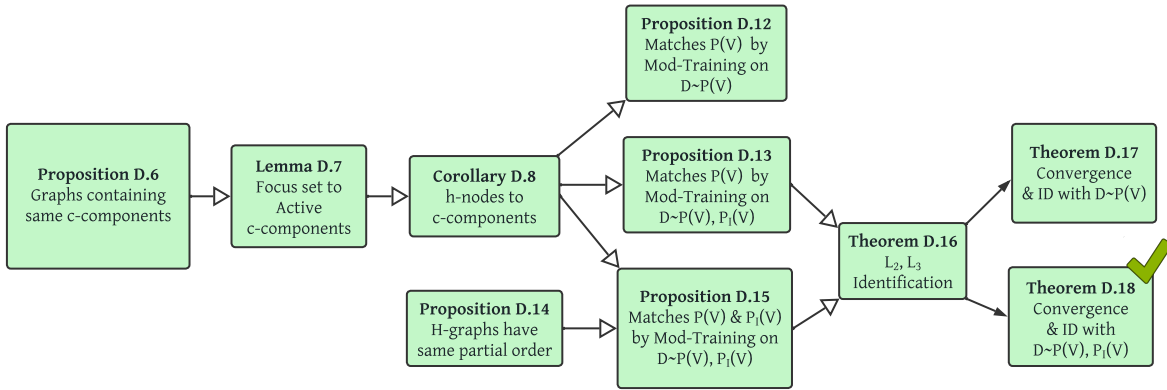 Proposition D.6
Graphs containing
same c-components
Lemma D.7
Focus set to
Active
c-components
Corollary D.8
h-nodes to
c-components
Proposition D.12
Matches P(V) by
Mod-Training on
D~P(V)
Proposition D.13
Matches P(V) by
Mod-Training on
D~P(V), P_I(V)
Proposition D.14
H-graphs have
same partial order
Proposition D.15
Matches P(V) & P_I(V)
by Mod-Training on
D~P(V), P_I(V)
Theorem D.16
L₂, L₃
Identification
Theorem D.17
Convergence
& ID with D~P(V)
Theorem D.18
Convergence
& ID with
D~P(V), P_I(V)